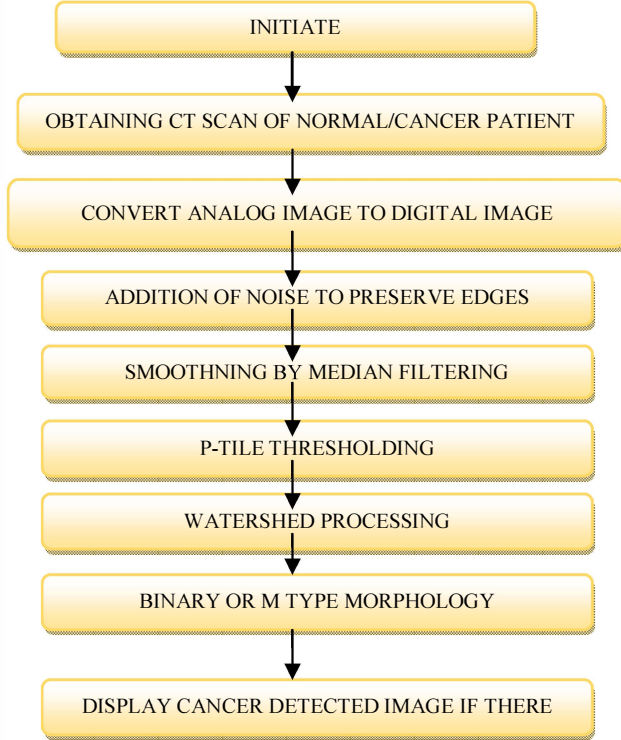 INITIATE
OBTAINING CT SCAN OF NORMAL/CANCER PATIENT
CONVERT ANALOG IMAGE TO DIGITAL IMAGE
ADDITION OF NOISE TO PRESERVE EDGES
SMOOTHNING BY MEDIAN FILTERING
P-TILE THRESHOLDING
WATERSHED PROCESSING
BINARY OR M TYPE MORPHOLOGY
DISPLAY CANCER DETECTED IMAGE IF THERE